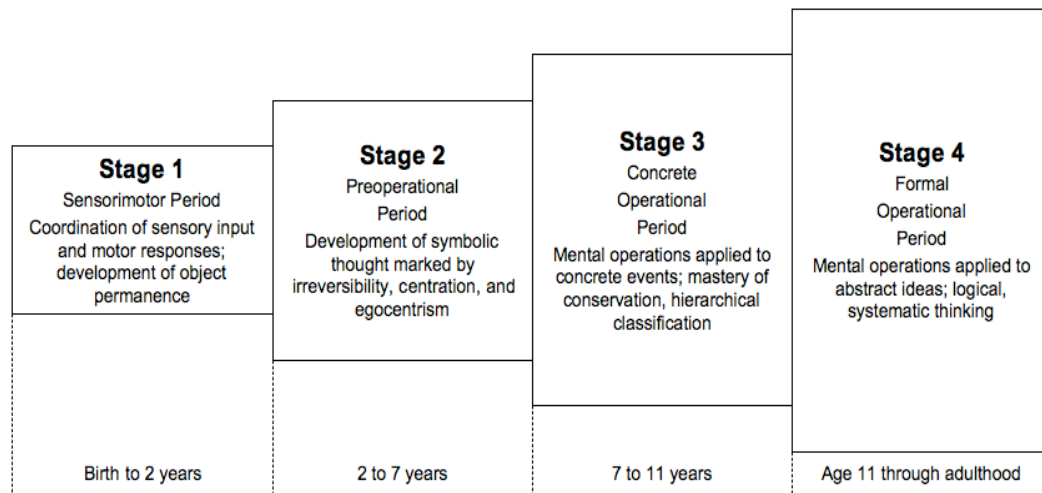 Stage 1
Sensorimotor Period
Coordination of sensory input
and motor responses;
development of object
permanence
Stage 2
Preoperational
Period
Development of symbolic
thought marked by
irreversibility, centration, and
egocentrism
Stage 3
Concrete
Operational
Period
Mental operations applied to
concrete events; mastery of
conservation, hierarchical
classification
Stage 4
Formal
Operational
Period
Mental operations applied to
abstract ideas; logical,
systematic thinking
Birth to 2 years
2 to 7 years
7 to 11 years
Age 11 through adulthood